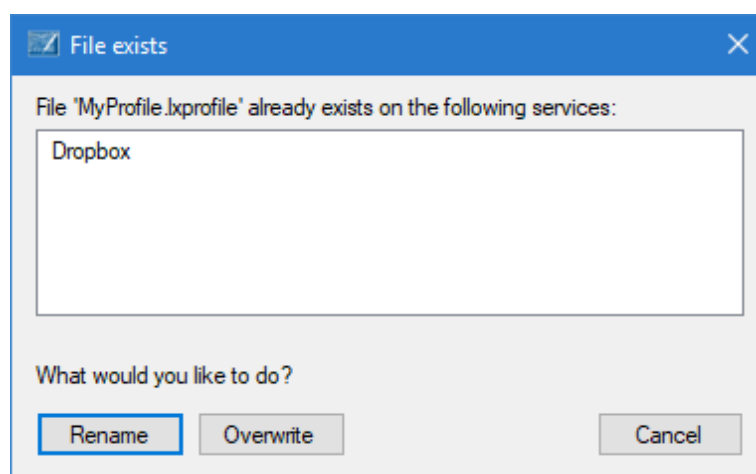 File exists
File "MyProfile.lxprofile" already exists on the following services:
Dropbox
What would you like to do?
Rename Overwrite Cancel